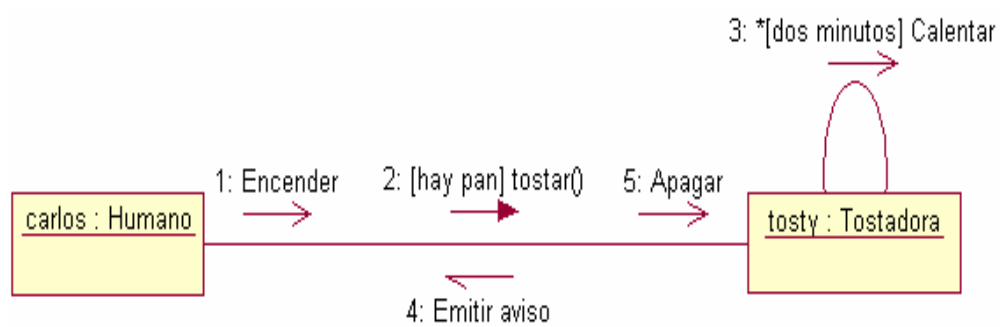 3: *[dos minutos] Calentar
1: Encender
2: [hay pan] tostar()
5: Apagar
carlos : Humano
tosty : Tostadora
4: Emitir aviso